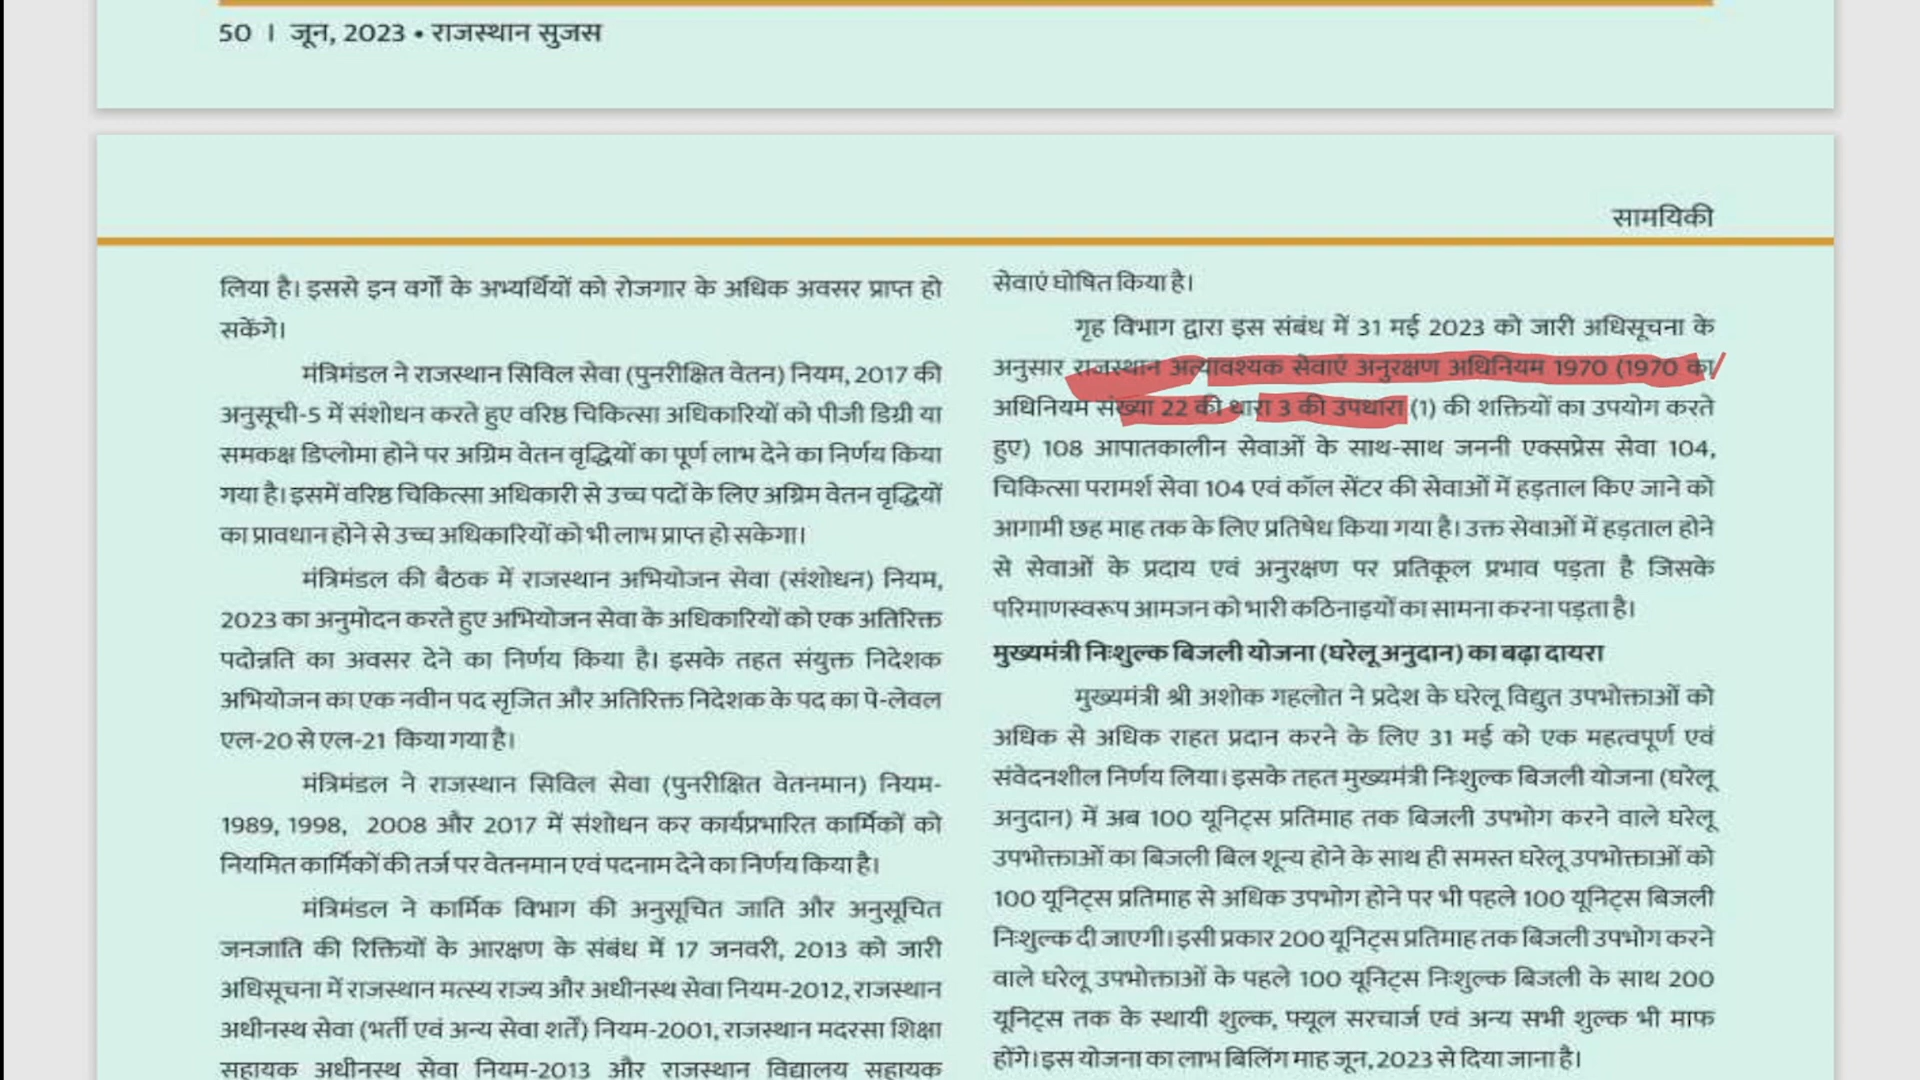 50 । जून, 2023 • राजस्थान सुजस
सामयिकी
लिया है। इससे इन वर्गों के अभ्यर्थियों को रोजगार के अधिक अवसर प्राप्त हो
सकेंगे।
मंत्रिमंडल ने राजस्थान सिविल सेवा (पुनरीक्षित वेतन) नियम, 2017 की
अनुसूची-5 में संशोधन करते हुए वरिष्ठ चिकित्सा अधिकारियों को पीजी डिग्री या
समकक्ष डिप्लोमा होने पर अग्रिम वेतन वृद्धियों का पूर्ण लाभ देने का निर्णय किया
गया है। इसमें वरिष्ठ चिकित्सा अधिकारी से उच्च पदों के लिए अग्रिम वेतन वृद्धियों
का प्रावधान होने से उच्च अधिकारियों को भी लाभ प्राप्त हो सकेगा।
मंत्रिमंडल की बैठक में राजस्थान अभियोजन सेवा (संशोधन) नियम,
2023 का अनुमोदन करते हुए अभियोजन सेवा के अधिकारियों को एक अतिरिक्त
पदोन्नति का अवसर देने का निर्णय किया है। इसके तहत संयुक्त निदेशक
अभियोजन का एक नवीन पद सृजित और अतिरिक्त निदेशक के पद का पे-लेवल
एल-20 से एल-21 किया गया है।
मंत्रिमंडल ने राजस्थान सिविल सेवा (पुनरीक्षित वेतनमान) नियम-
1989, 1998, 2008 और 2017 में संशोधन कर कार्यप्रभारित कार्मिकों को
नियमित कार्मिकों की तर्ज पर वेतनमान एवं पदनाम देने का निर्णय किया है।
मंत्रिमंडल ने कार्मिक विभाग की अनुसूचित जाति और अनुसूचित
जनजाति की रिक्तियों के आरक्षण के संबंध में 17 जनवरी, 2013 को जारी
अधिसूचना में राजस्थान मत्स्य राज्य और अधीनस्थ सेवा नियम-2012, राजस्थान
अधीनस्थ सेवा (भर्ती एवं अन्य सेवा शर्तें) नियम-2001, राजस्थान मदरसा शिक्षा
सहायक अधीनस्थ सेवा नियम-2013 और राजस्थान विद्यालय सहायक
सेवाएं घोषित किया है।
गृह विभाग द्वारा इस संबंध में 31 मई 2023 को जारी अधिसूचना के
अनुसार राजस्थान अत्यावश्यक सेवाएं अनुरक्षण अधिनियम 1970 (1970 का
अधिनियम संख्या 22 की धारा 3 की उपधारा (1) की शक्तियों का उपयोग करते
हुए) 108 आपातकालीन सेवाओं के साथ-साथ जननी एक्सप्रेस सेवा 104,
चिकित्सा परामर्श सेवा 104 एवं कॉल सेंटर की सेवाओं में हड़ताल किए जाने को
आगामी छह माह तक के लिए प्रतिषेध किया गया है। उक्त सेवाओं में हड़ताल होने
से सेवाओं के प्रदाय एवं अनुरक्षण पर प्रतिकूल प्रभाव पड़ता है जिसके
परिमाणस्वरूप आमजन को भारी कठिनाइयों का सामना करना पड़ता है।
मुख्यमंत्री निःशुल्क बिजली योजना (घरेलू अनुदान) का बढ़ा दायरा
मुख्यमंत्री श्री अशोक गहलोत ने प्रदेश के घरेलू विद्युत उपभोक्ताओं को
अधिक से अधिक राहत प्रदान करने के लिए 31 मई को एक महत्वपूर्ण एवं
संवेदनशील निर्णय लिया। इसके तहत मुख्यमंत्री निःशुल्क बिजली योजना (घरेलू
अनुदान) में अब 100 यूनिट्स प्रतिमाह तक बिजली उपभोग करने वाले घरेलू
उपभोक्ताओं का बिजली बिल शून्य होने के साथ ही समस्त घरेलू उपभोक्ताओं को
100 यूनिट्स प्रतिमाह से अधिक उपभोग होने पर भी पहले 100 यूनिट्स बिजली
निःशुल्क दी जाएगी। इसी प्रकार 200 यूनिट्स प्रतिमाह तक बिजली उपभोग करने
वाले घरेलू उपभोक्ताओं के पहले 100 यूनिट्स निःशुल्क बिजली के साथ 200
यूनिट्स तक के स्थायी शुल्क, फ्यूल सरचार्ज एवं अन्य सभी शुल्क भी माफ
होंगे। इस योजना का लाभ बिलिंग माह जून, 2023 से दिया जाना है।